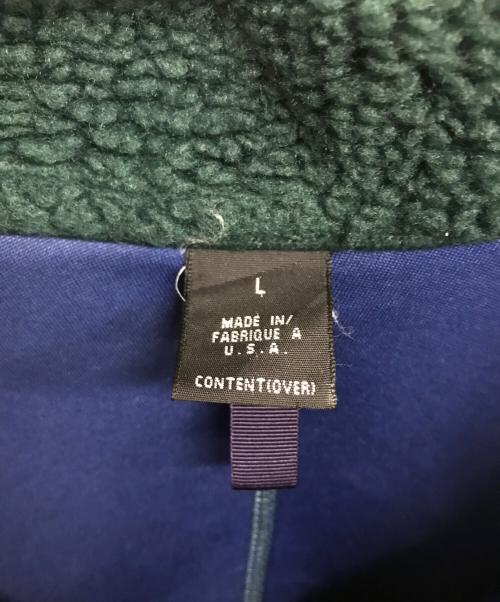 L
MADE IN/
FABRIQUE A
U.S.A.
CONTENT(OVER)